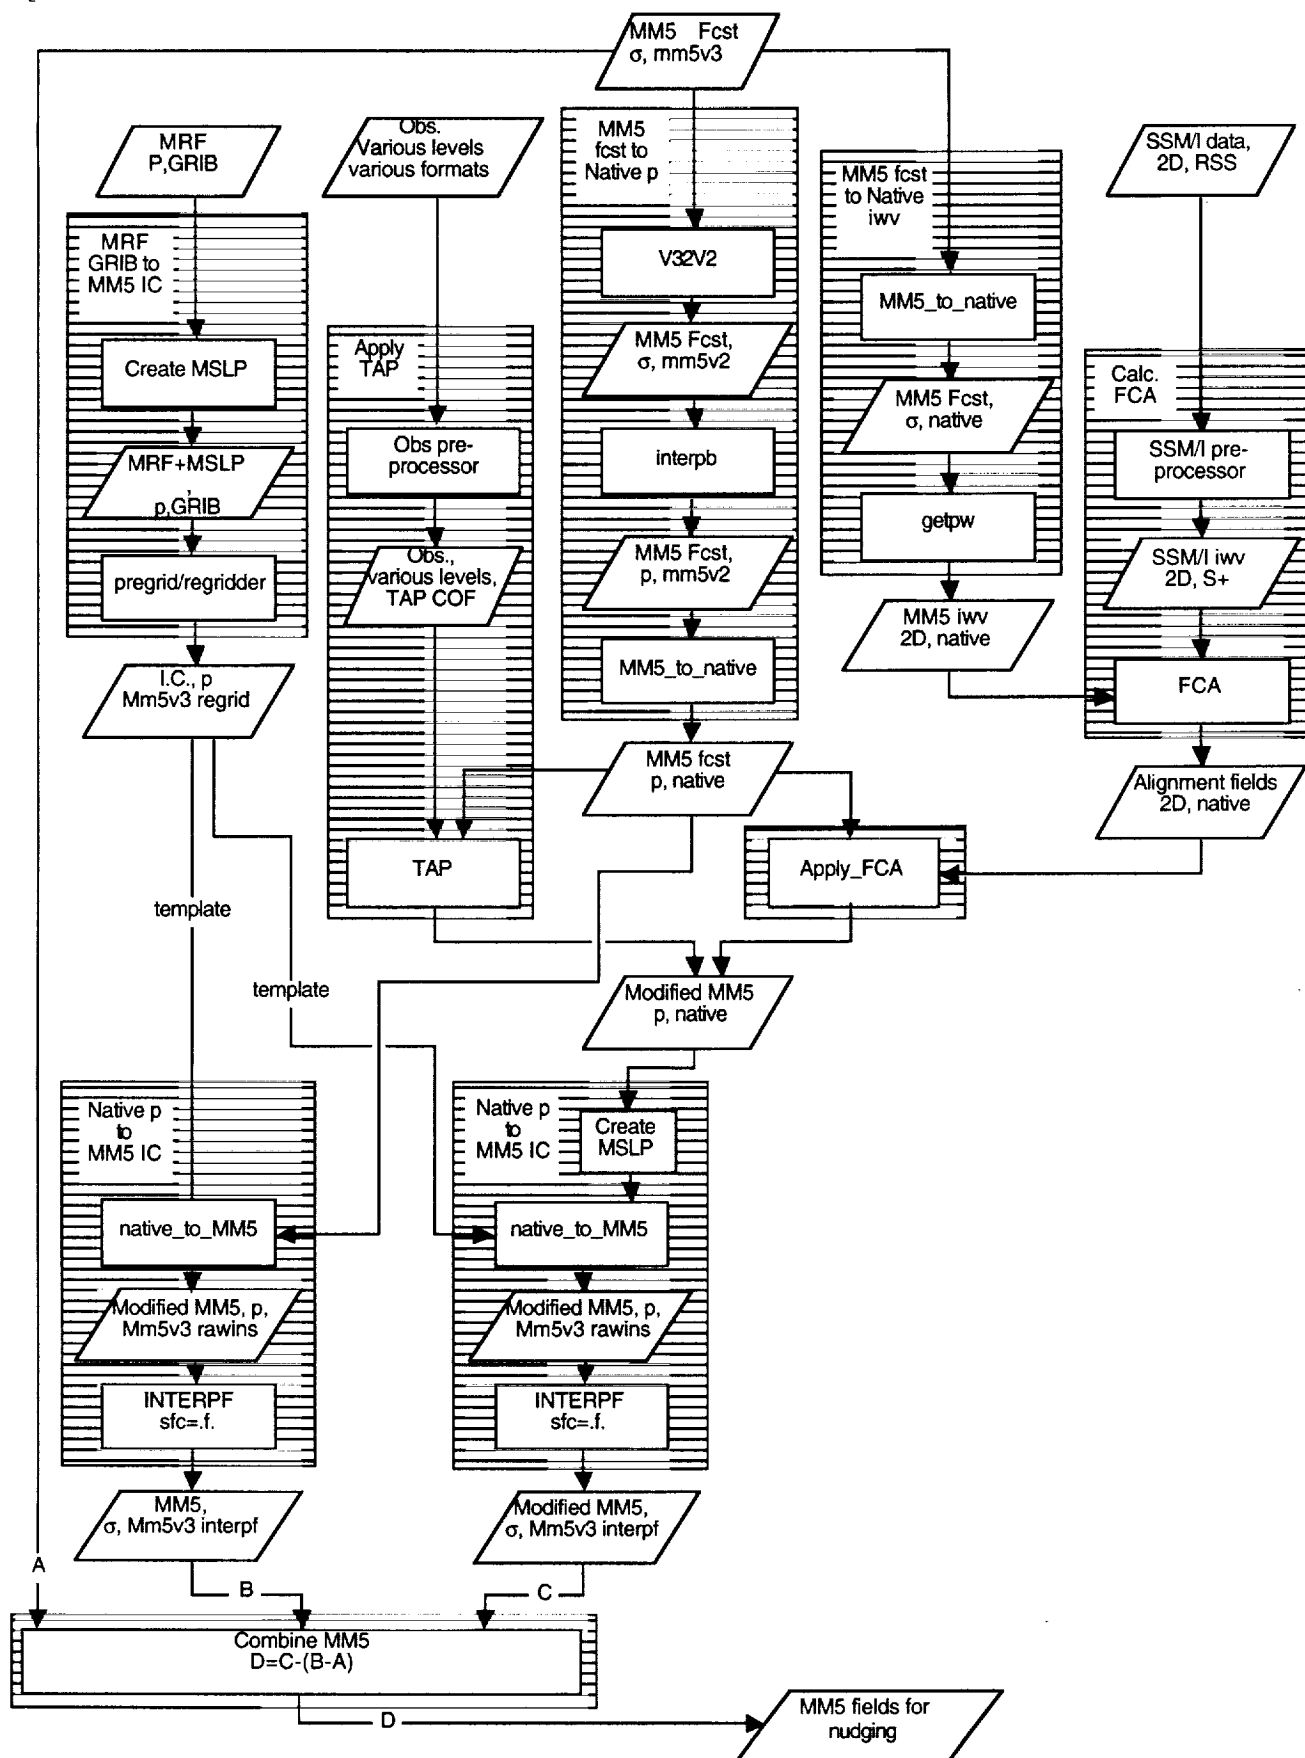 MM5 Fcst
σ, mm5v3
MRF
P,GRIB
Obs.
Various levels
various formats
MM5
fcst to
Native p
MM5 fcst
to Native
iwv
SSM/I data,
2D, RSS
MRF
GRIB to
MM5 IC
V32V2
MM5_to_native
Create MSLP
Apply
TAP
MM5 Fcst,
σ, mm5v2
MM5 Fcst,
σ, native
Calc.
FCA
MRF+MSLP
,
p,GRIB
Obs pre-
processor
interpb
getpw
SSM/I pre-
processor
pregrid/regridder
Obs.,
various levels,
TAP COF
MM5 Fcst,
p, mm5v2
MM5 iwv
2D, native
SSM/I iwv
2D, S+
I.C., p
Mm5v3 regrid
MM5_to_native
FCA
MM5 fcst
p, native
Alignment fields
2D, native
TAP
Apply_FCA
template
template
Modified MM5
p, native
Native p
to
MM5 IC
Native p
to
MM5 IC
Create
MSLP
native_to_MM5
native_to_MM5
Modified MM5, p,
Mm5v3 rawins
Modified MM5, p,
Mm5v3 rawins
INTERPF
sfc=.f.
INTERPF
sfc=.f.
MM5,
σ, Mm5v3 interpf
Modified MM5,
σ, Mm5v3 interpf
A
B
C
Combine MM5
D=C-(B-A)
D
MM5 fields for
nudging